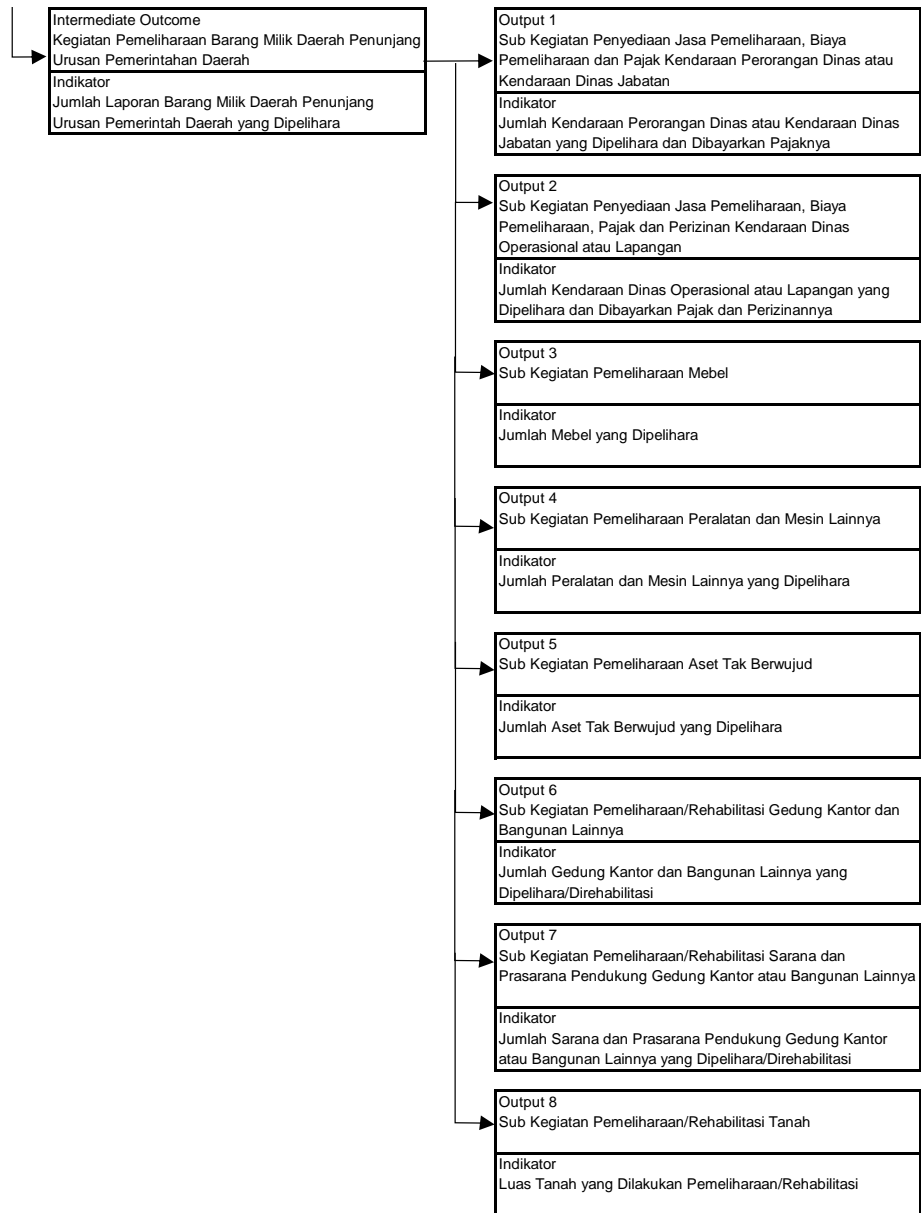 Intermediate Outcome
Kegiatan Pemeliharaan Barang Milik Daerah Penunjang
Urusan Pemerintahan Daerah
Indikator
Jumlah Laporan Barang Milik Daerah Penunjang
Urusan Pemerintah Daerah yang Dipelihara
Output 1
Sub Kegiatan Penyediaan Jasa Pemeliharaan, Biaya
Pemeliharaan dan Pajak Kendaraan Perorangan Dinas atau
Kendaraan Dinas Jabatan
Indikator
Jumlah Kendaraan Perorangan Dinas atau Kendaraan Dinas
Jabatan yang Dipelihara dan Dibayarkan Pajaknya
Output 2
Sub Kegiatan Penyediaan Jasa Pemeliharaan, Biaya
Pemeliharaan, Pajak dan Perizinan Kendaraan Dinas
Operasional atau Lapangan
Indikator
Jumlah Kendaraan Dinas Operasional atau Lapangan yang
Dipelihara dan Dibayarkan Pajak dan Perizinannya
Output 3
Sub Kegiatan Pemeliharaan Mebel
Indikator
Jumlah Mebel yang Dipelihara
Output 4
Sub Kegiatan Pemeliharaan Peralatan dan Mesin Lainnya
Indikator
Jumlah Peralatan dan Mesin Lainnya yang Dipelihara
Output 5
Sub Kegiatan Pemeliharaan Aset Tak Berwujud
Indikator
Jumlah Aset Tak Berwujud yang Dipelihara
Output 6
Sub Kegiatan Pemeliharaan/Rehabilitasi Gedung Kantor dan
Bangunan Lainnya
Indikator
Jumlah Gedung Kantor dan Bangunan Lainnya yang
Dipelihara/Direhabilitasi
Output 7
Sub Kegiatan Pemeliharaan/Rehabilitasi Sarana dan
Prasarana Pendukung Gedung Kantor atau Bangunan Lainnya
Indikator
Jumlah Sarana dan Prasarana Pendukung Gedung Kantor
atau Bangunan Lainnya yang Dipelihara/Direhabilitasi
Output 8
Sub Kegiatan Pemeliharaan/Rehabilitasi Tanah
Indikator
Luas Tanah yang Dilakukan Pemeliharaan/Rehabilitasi